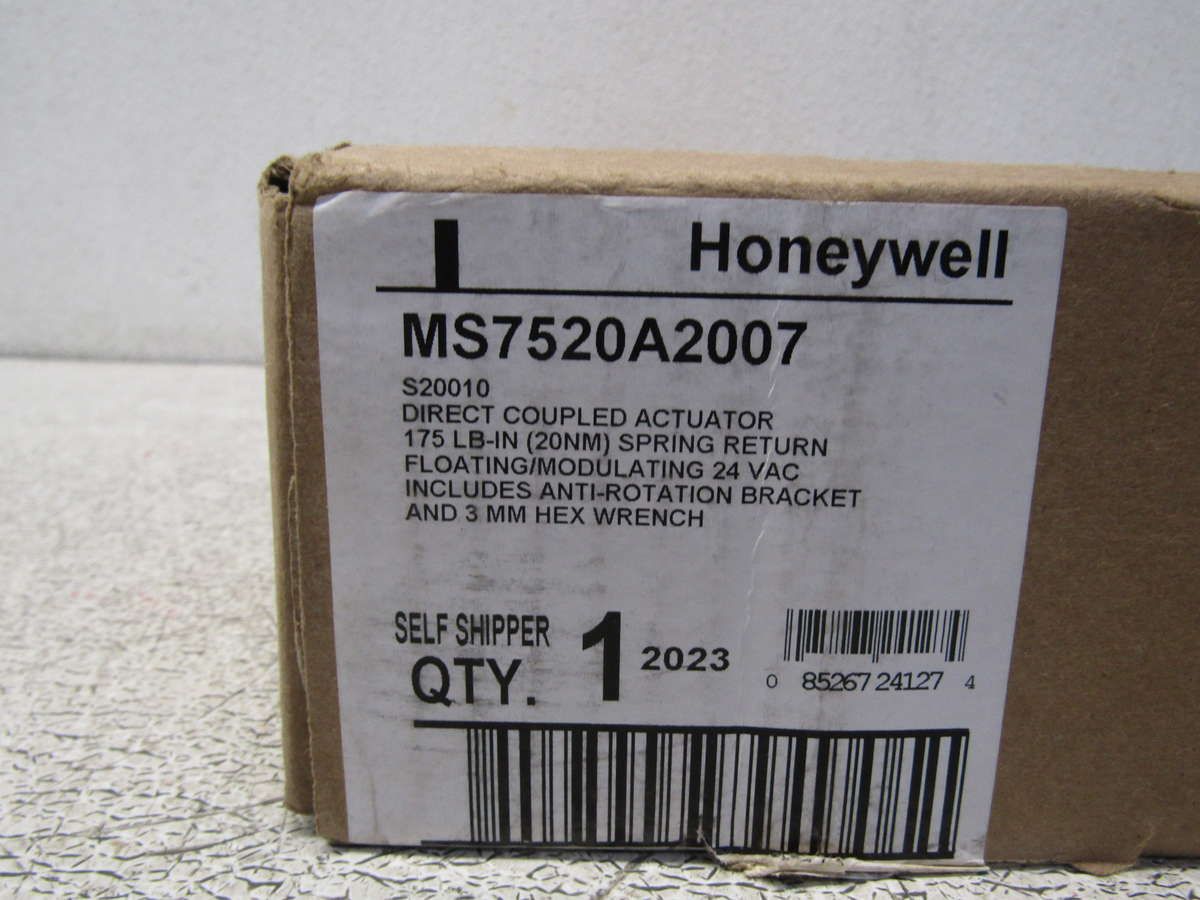 Honeywell
MS7520A2007
S20010
DIRECT COUPLED ACTUATOR
175 LB-IN (20NM) SPRING RETURN
FLOATING/MODULATING 24 VAC
INCLUDES ANTI-ROTATION BRACKET
AND 3 MM HEX WRENCH
SELF SHIPPER
QTY. 1 2023
0 85267 24127 4